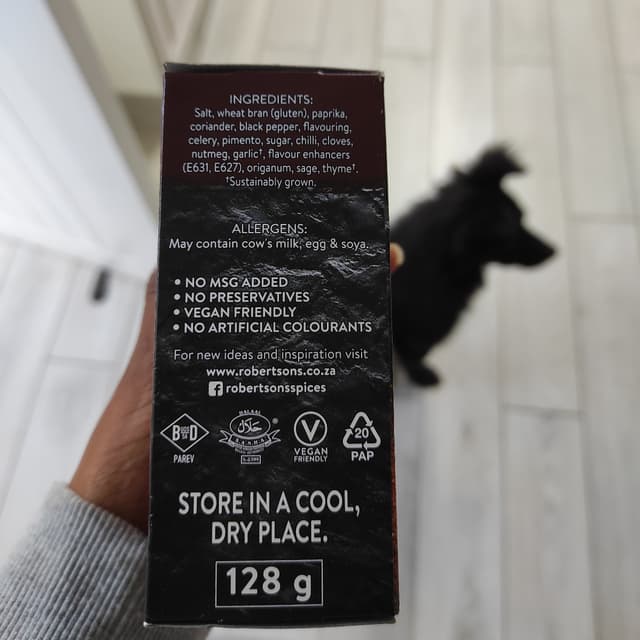 INGREDIENTS:
Salt, wheat bran (gluten), paprika,
coriander, black pepper, flavouring,
celery, pimento, sugar, chilli, cloves,
nutmeg, garlic†, flavour enhancers
(E631, E627), origanum, sage, thyme†.
†Sustainably grown.
ALLERGENS:
May contain cow's milk, egg & soya.
• NO MSG ADDED
• NO PRESERVATIVES
• VEGAN FRIENDLY
• NO ARTIFICIAL COLOURANTS
For new ideas and inspiration visit
www.robertsons.co.za
f robertsonsspices
B D
PAREV
HALAAL
SANHA
V
VEGAN
FRIENDLY
20
PAP
STORE IN A COOL,
DRY PLACE.
128 g